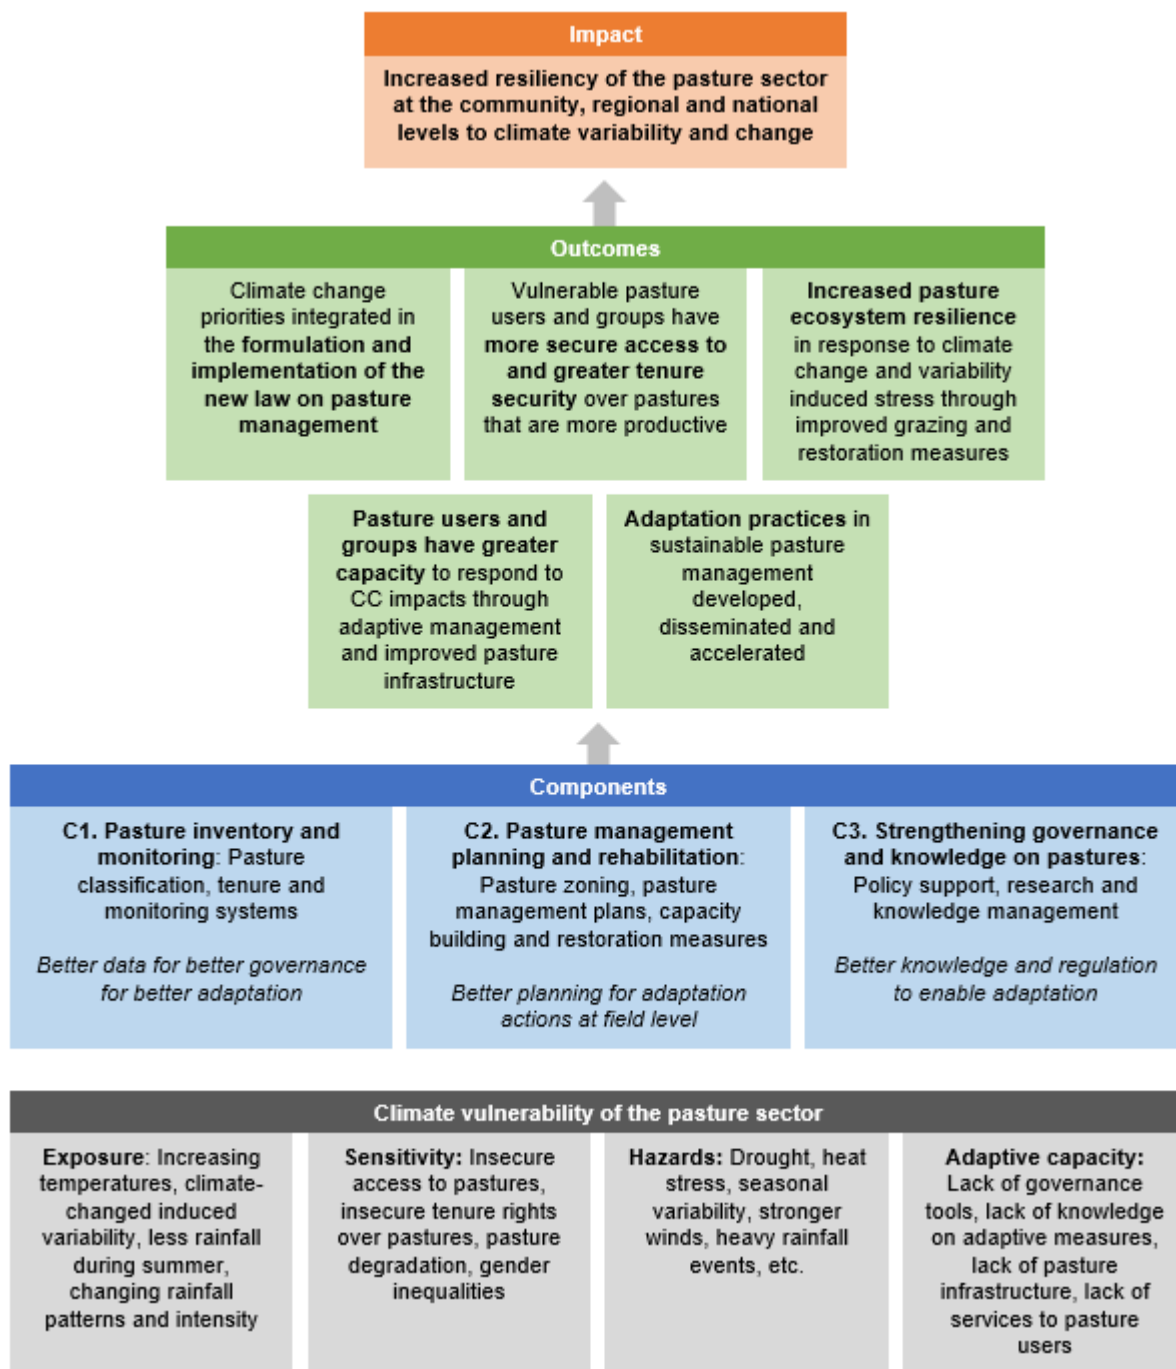 Impact
Increased resiliency of the pasture sector
at the community, regional and national
levels to climate variability and change
Outcomes
Climate change
priorities integrated in
the formulation and
implementation of the
new law on pasture
management
Vulnerable pasture
users and groups have
more secure access to
and greater tenure
security over pastures
that are more productive
Increased pasture
ecosystem resilience
in response to climate
change and variability
induced stress through
improved grazing and
restoration measures
Pasture users and
groups have greater
capacity to respond to
CC impacts through
adaptive management
and improved pasture
infrastructure
Adaptation practices in
sustainable pasture
management
developed,
disseminated and
accelerated
Components
C1. Pasture inventory and
monitoring: Pasture
classification, tenure and
monitoring systems
Better data for better governance
for better adaptation
C2. Pasture management
planning and rehabilitation:
Pasture zoning, pasture
management plans, capacity
building and restoration measures
Better planning for adaptation
actions at field level
C3. Strengthening governance
and knowledge on pastures:
Policy support, research and
knowledge management
Better knowledge and regulation
to enable adaptation
Climate vulnerability of the pasture sector
Exposure: Increasing
temperatures, climate-
changed induced
variability, less rainfall
during summer,
changing rainfall
patterns and intensity
Sensitivity: Insecure
access to pastures,
insecure tenure rights
over pastures, pasture
degradation, gender
inequalities
Hazards: Drought, heat
stress, seasonal
variability, stronger
winds, heavy rainfall
events, etc.
Adaptive capacity:
Lack of governance
tools, lack of knowledge
on adaptive measures,
lack of pasture
infrastructure, lack of
services to pasture
users